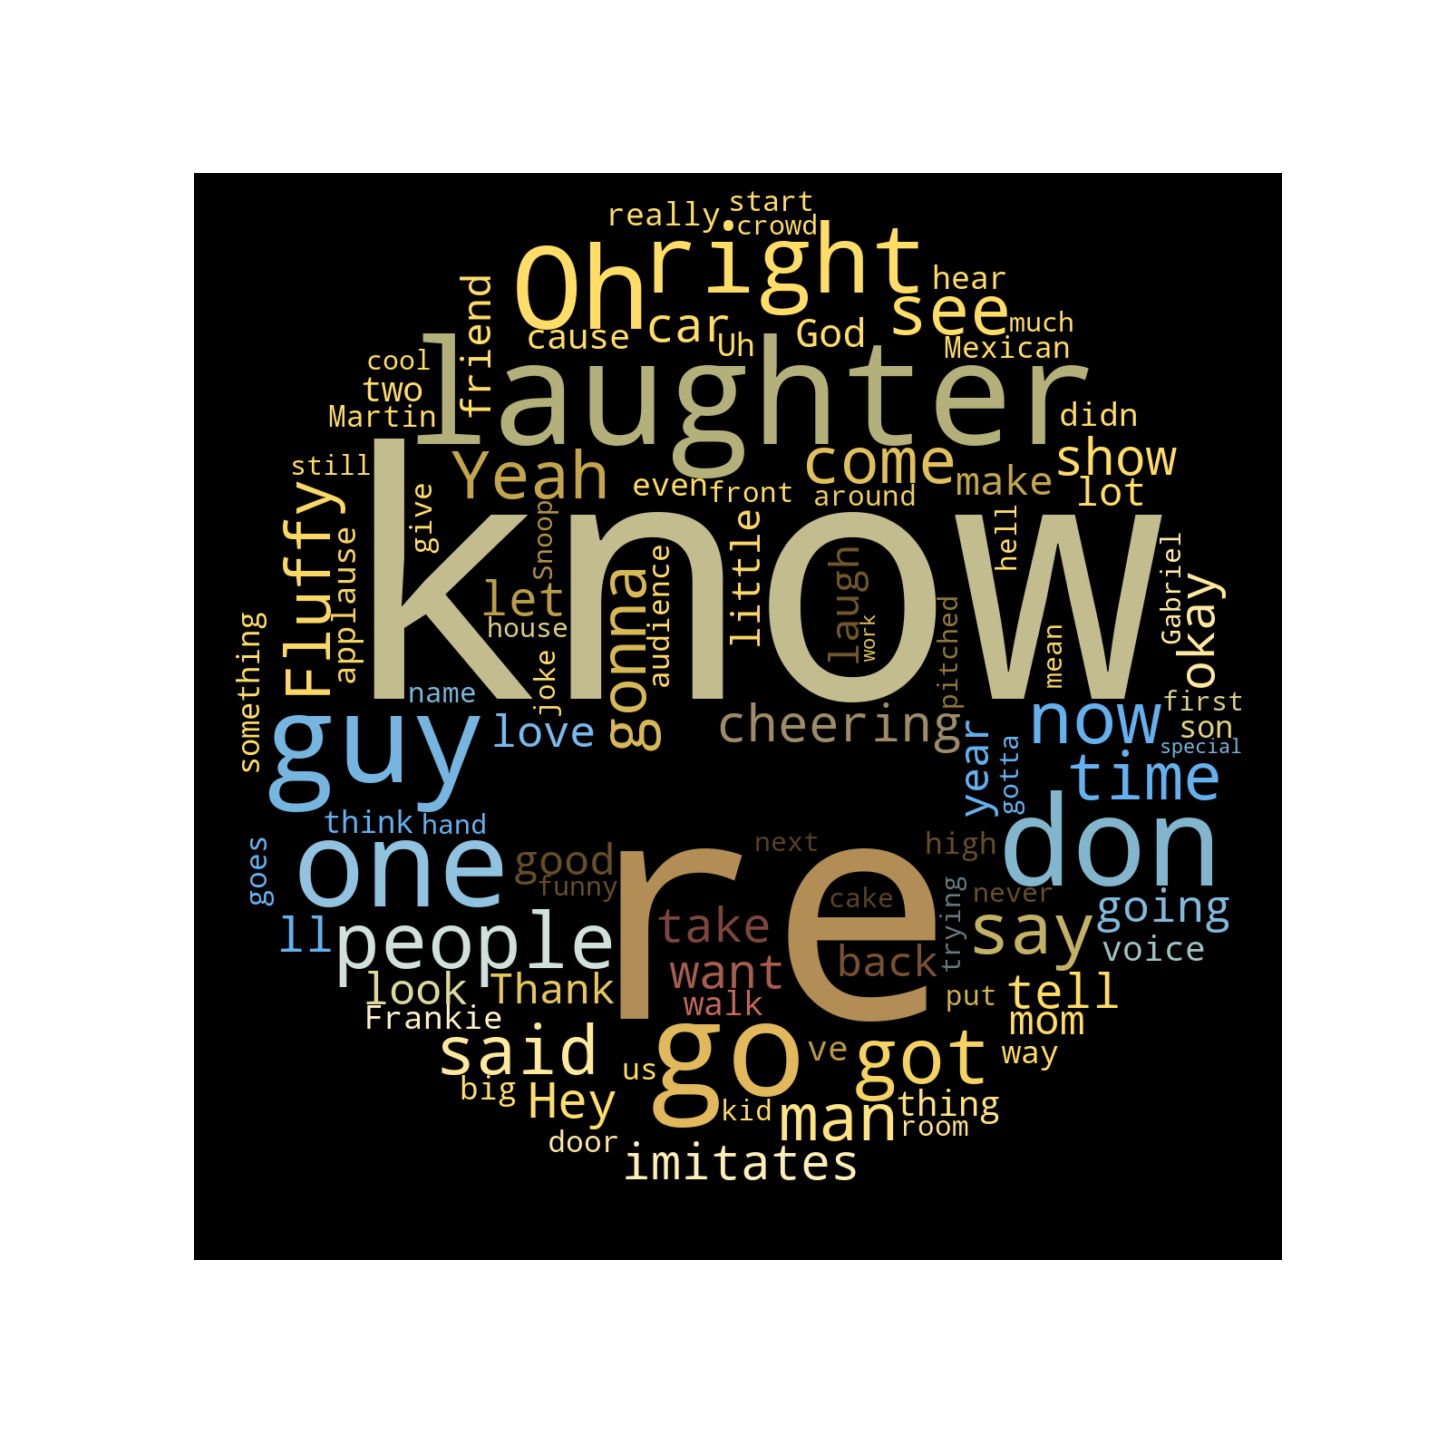 start
really
crowd
Oh
right
hear
see
much
friend
cause
car
Uh
God
Mexican
cool
laughter
two
Martin
didn
still
Yeah
come
show
even
front
around
make
lot
Fluffy
give
know
applause
Snoop
hell
Gabriel
little
laugh
let
gonna
audience
okay
house
work
pitched
mean
something
joke
name
guy
love
cheering
now
first
son
year
gotta
special
time
think
hand
one
good
next
high
don
goes
funny
re
cake
never
trying
ll
people
take
say
going
back
voice
want
look
Thank
walk
put
tell
Frankie
mom
said
go
ve
got
way
us
big
Hey
kid
man
thing
room
door
imitates